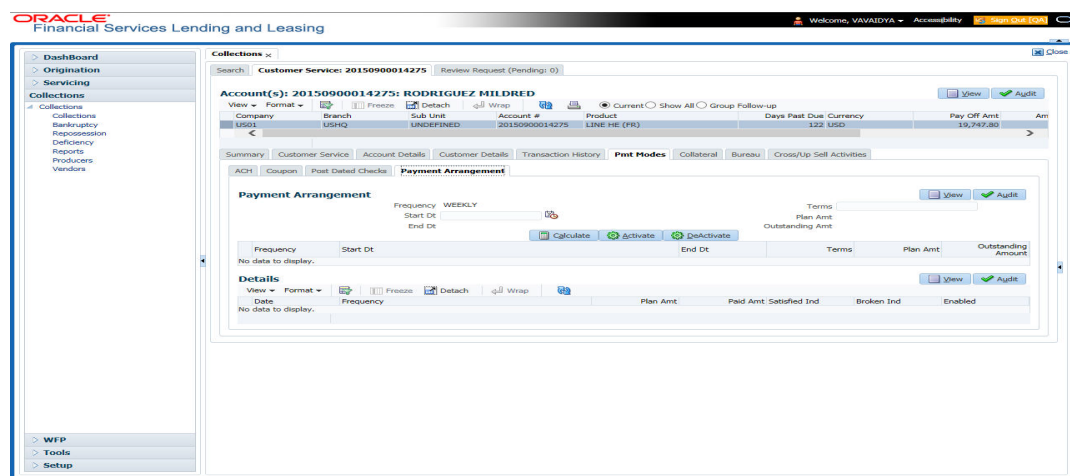 ORACLE
Financial Services Lending and Leasing
Welcome, VAVAIDYA Accessibility Sign Out [QA]
Close
DashBoard
Origination
Servicing
Collections
Collections
Collections
Bankruptcy
Repossession
Deficiency
Reports
Producers
Vendors
WFP
Tools
Setup
Collections x
Search Customer Service: 20150900014275 Review Request (Pending: 0)
Account(s): 20150900014275: RODRIGUEZ MILDRED
View Audit
View Format Freeze Detach Wrap Current Show All Group Follow-up
Company Branch Sub Unit Account # Product Days Past Due Currency Pay Off Amt Am
US01 USHQ UNDEFINED 20150900014275 LINE HE (FR) 122 USD 19,747.80
Summary Customer Service Account Details Customer Details Transaction History Pmt Modes Collateral Bureau Cross/Up Sell Activities
ACH Coupon Post Dated Checks Payment Arrangement
Payment Arrangement
View Audit
Frequency WEEKLY Terms
Start Dt Plan Amt
End Dt Outstanding Amt
Calculate Activate DeActivate
Frequency Start Dt End Dt Terms Plan Amt Outstanding Amount
No data to display.
Details
View Audit
View Format Freeze Detach Wrap
Date Frequency Plan Amt Paid Amt Satisfied Ind Broken Ind Enabled
No data to display.